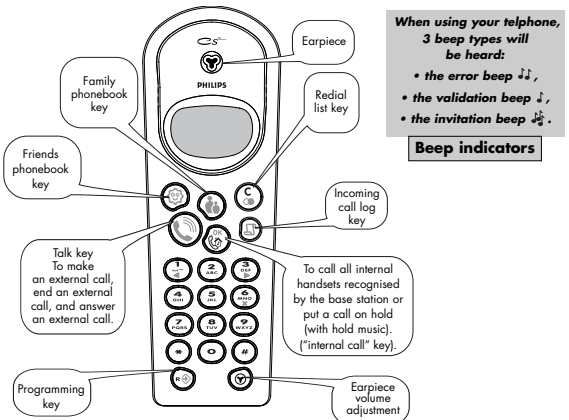 Earpiece
Family
phonebook
key
PHILIPS
Redial
list key
Friends
phonebook
key
C
Incoming
call log
key
OK
Talk key
To make
an external call,
end an external
call, and answer
an external call.
To call all internal
handsets recognised
by the base station or
put a call on hold
(with hold music).
("internal call" key).
1
2 ABC
3 DEF
4 GHI
5 JKL
6 MNO
7 PQRS
8 TUV
9 WXYZ
* 0 #
R
Programming
key
Earpiece
volume
adjustment
When using your telphone,
3 beep types will
be heard:
• the error beep ♪♪,
• the validation beep ♪,
• the invitation beep .
Beep indicators